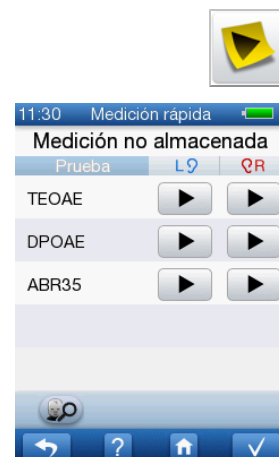 11:30 Medición rápida
Medición no almacenada
Prueba L R
TEOAE
DPOAE
ABR35
?